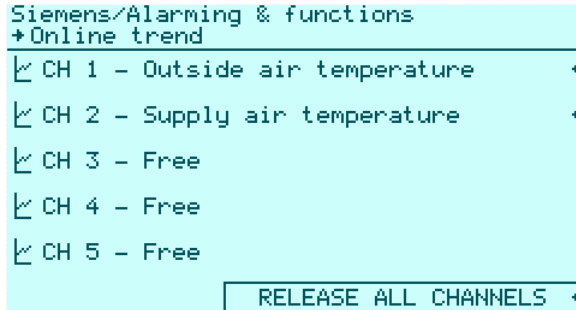 Siemens/Alarming & functions
→Online trend
CH 1 – Outside air temperature
CH 2 – Supply air temperature
CH 3 – Free
CH 4 – Free
CH 5 – Free
RELEASE ALL CHANNELS